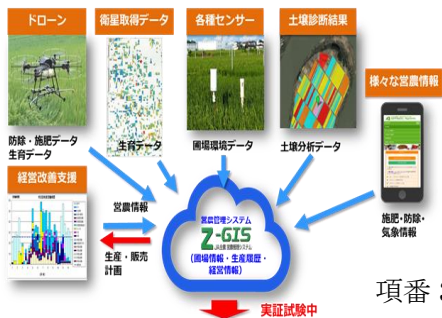 ドローン
衛星取得データ
各種センサー
土壌診断結果
様々な営農情報
防除・施肥データ
生育データ
生育データ
圃場環境データ
土壌分析データ
経営改善支援
営農情報
生産・販売
計画
営農管理システム
Z-GIS
(圃場情報・生産履歴・
経営情報)
施肥・防除・
気象情報
実証試験中
項番